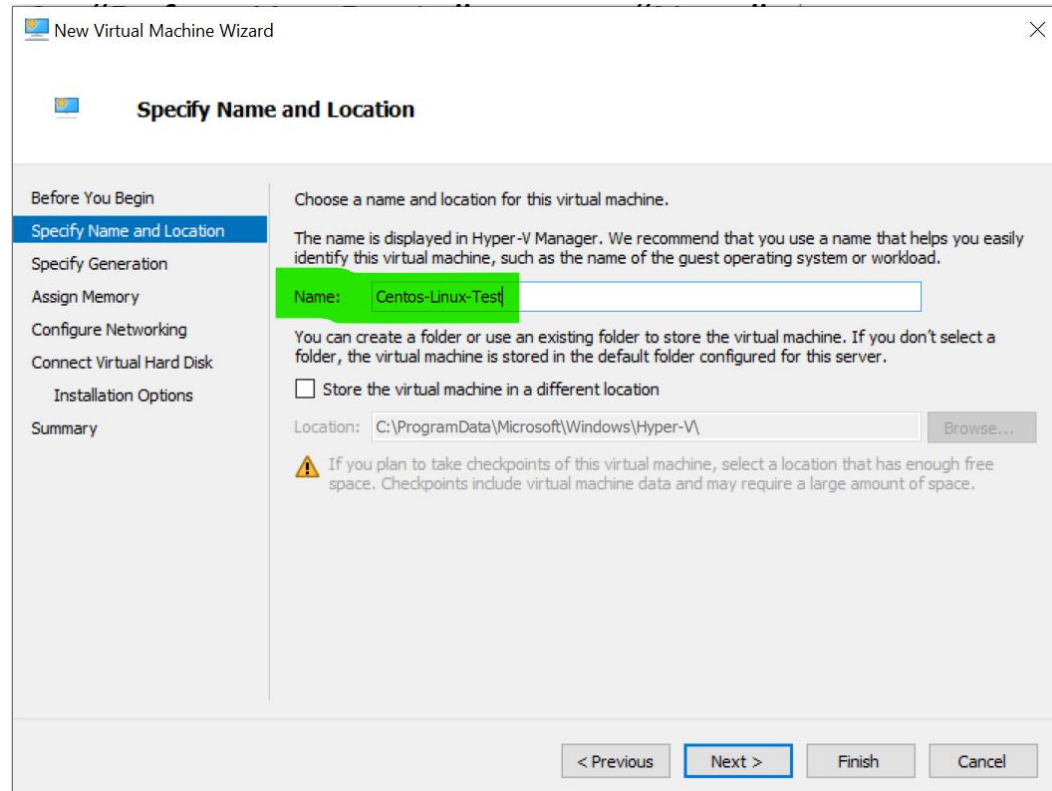 New Virtual Machine Wizard
Specify Name and Location
Before You Begin
Specify Name and Location
Specify Generation
Assign Memory
Configure Networking
Connect Virtual Hard Disk
Installation Options
Summary
Choose a name and location for this virtual machine.
The name is displayed in Hyper-V Manager. We recommend that you use a name that helps you easily
identify this virtual machine, such as the name of the guest operating system or workload.
Name: Centos-Linux-Test
You can create a folder or use an existing folder to store the virtual machine. If you don't select a
folder, the virtual machine is stored in the default folder configured for this server.
Store the virtual machine in a different location
Location: C:\ProgramData\Microsoft\Windows\Hyper-V\ Browse...
If you plan to take checkpoints of this virtual machine, select a location that has enough free
space. Checkpoints include virtual machine data and may require a large amount of space.
< Previous Next > Finish Cancel